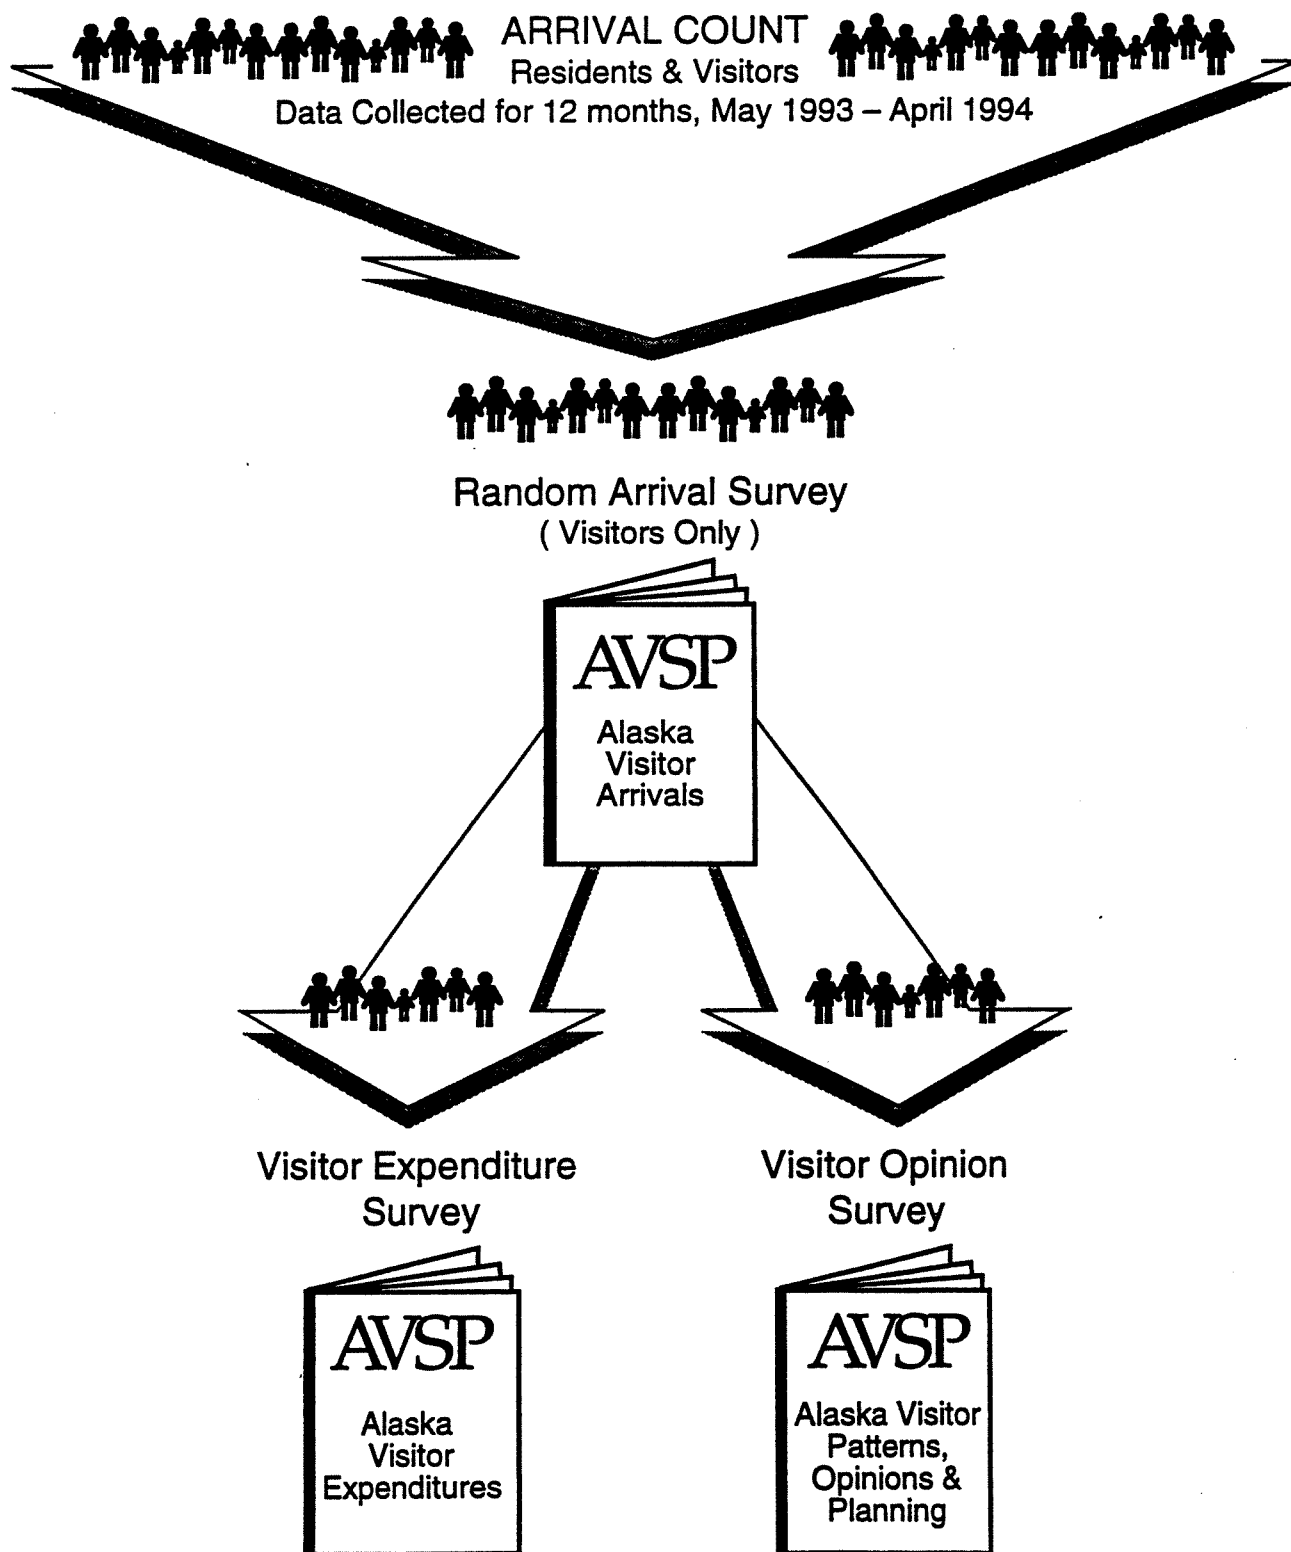 ARRIVAL COUNT
Residents & Visitors
Data Collected for 12 months, May 1993 – April 1994
Random Arrival Survey
( Visitors Only )
AVSP
Alaska
Visitor
Arrivals
Visitor Expenditure
Survey
AVSP
Alaska
Visitor
Expenditures
Visitor Opinion
Survey
AVSP
Alaska Visitor
Patterns,
Opinions &
Planning